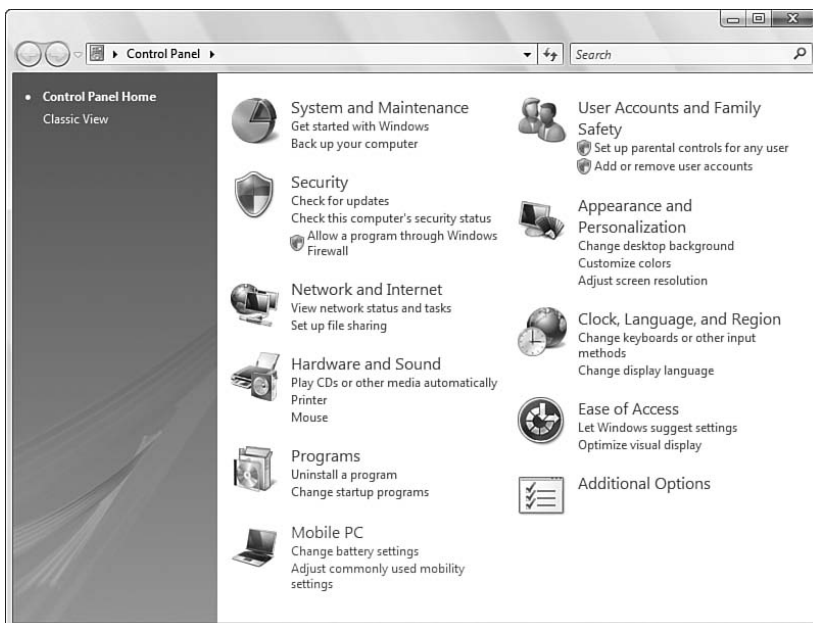 Control Panel
Search
Control Panel Home
Classic View
System and Maintenance
Get started with Windows
Back up your computer
Security
Check for updates
Check this computer's security status
Allow a program through Windows
Firewall
Network and Internet
View network status and tasks
Set up file sharing
Hardware and Sound
Play CDs or other media automatically
Printer
Mouse
Programs
Uninstall a program
Change startup programs
Mobile PC
Change battery settings
Adjust commonly used mobility
settings
User Accounts and Family
Safety
Set up parental controls for any user
Add or remove user accounts
Appearance and
Personalization
Change desktop background
Customize colors
Adjust screen resolution
Clock, Language, and Region
Change keyboards or other input
methods
Change display language
Ease of Access
Let Windows suggest settings
Optimize visual display
Additional Options